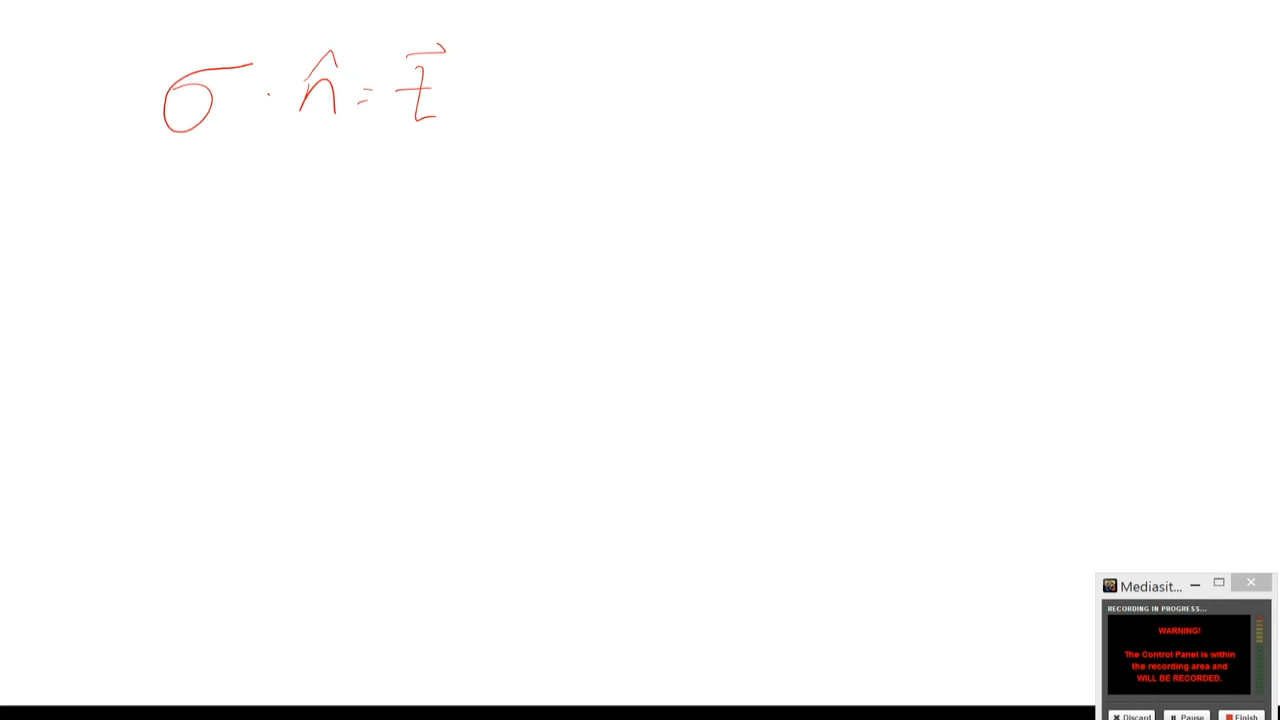 σ · n̂ = t⃗
Mediasit...
RECORDING IN PROGRESS...
WARNING!
The Control Panel is within
the recording area and
WILL BE RECORDED.
Discard Pause Finish